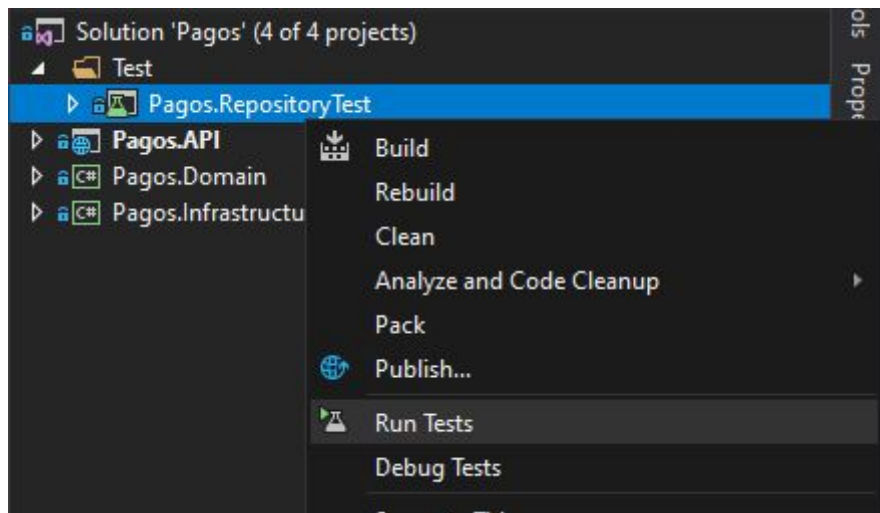 Solution 'Pagos' (4 of 4 projects)
Test
Pagos.RepositoryTest
Pagos.API
C# Pagos.Domain
C# Pagos.Infrastructu
Build
Rebuild
Clean
Analyze and Code Cleanup
Pack
Publish...
Run Tests
Debug Tests
ols
Prope